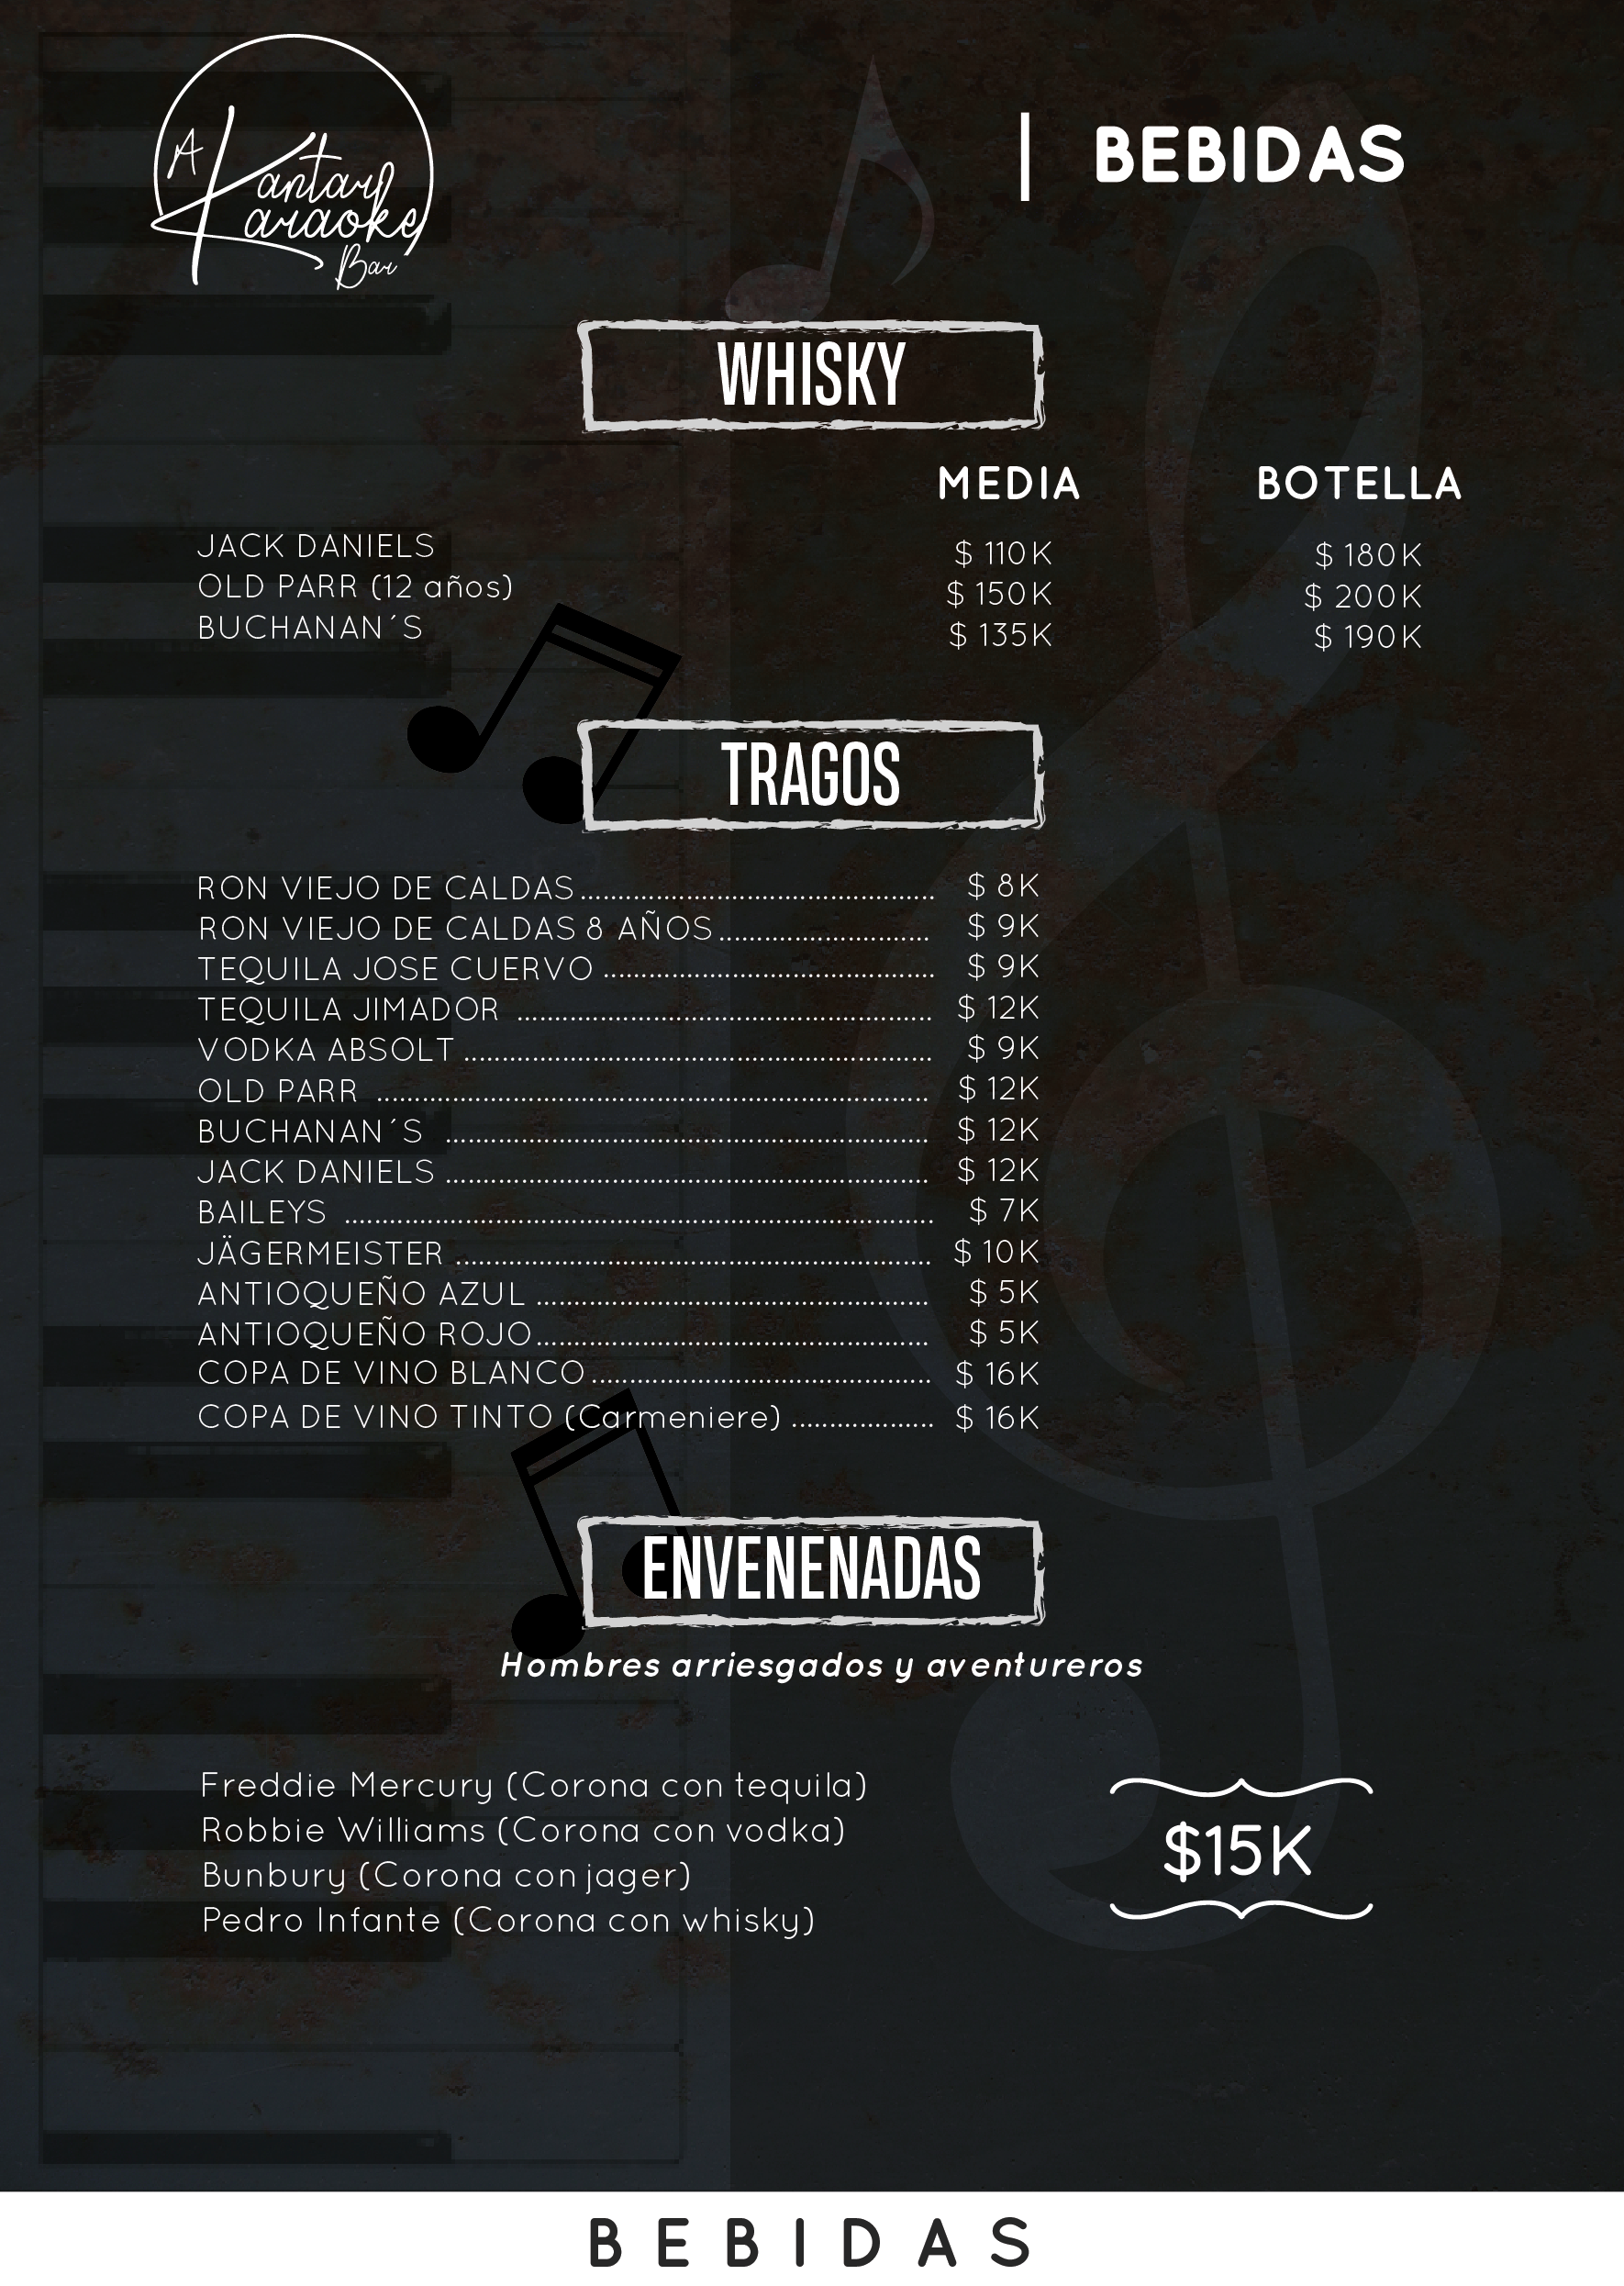 A Kantar
Karaoke
Bar
BEBIDAS
WHISKY
MEDIA BOTELLA
JACK DANIELS $ 110K $ 180K
OLD PARR (12 años) $ 150K $ 200K
BUCHANAN´S $ 135K $ 190K
TRAGOS
RON VIEJO DE CALDAS .......... $ 8K
RON VIEJO DE CALDAS 8 AÑOS .......... $ 9K
TEQUILA JOSE CUERVO .......... $ 9K
TEQUILA JIMADOR .......... $ 12K
VODKA ABSOLT .......... $ 9K
OLD PARR .......... $ 12K
BUCHANAN´S .......... $ 12K
JACK DANIELS .......... $ 12K
BAILEYS .......... $ 7K
JÄGERMEISTER .......... $ 10K
ANTIOQUEÑO AZUL .......... $ 5K
ANTIOQUEÑO ROJO .......... $ 5K
COPA DE VINO BLANCO .......... $ 16K
COPA DE VINO TINTO (Carmeniere) .......... $ 16K
ENVENENADAS
Hombres arriesgados y aventureros
Freddie Mercury (Corona con tequila)
Robbie Williams (Corona con vodka)
Bunbury (Corona con jager)
Pedro Infante (Corona con whisky)
$15K
BEBIDAS